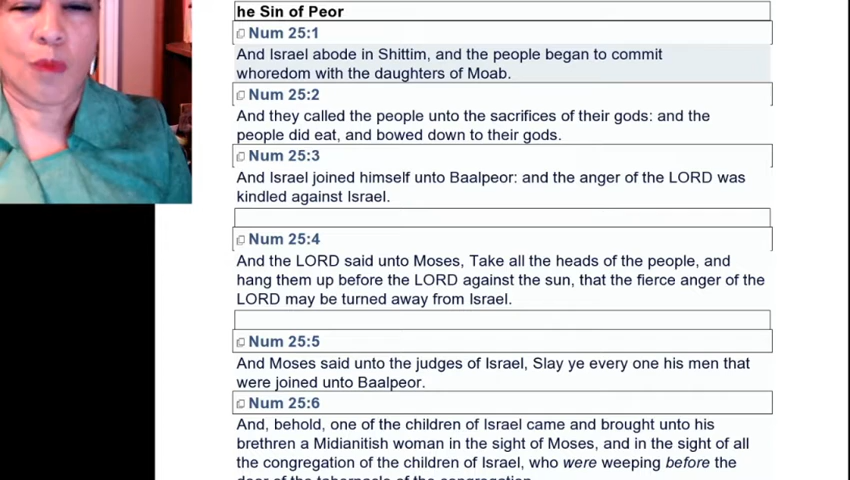 he Sin of Peor
Num 25:1
And Israel abode in Shittim, and the people began to commit
whoredom with the daughters of Moab.
Num 25:2
And they called the people unto the sacrifices of their gods: and the
people did eat, and bowed down to their gods.
Num 25:3
And Israel joined himself unto Baalpeor: and the anger of the LORD was
kindled against Israel.
Num 25:4
And the LORD said unto Moses, Take all the heads of the people, and
hang them up before the LORD against the sun, that the fierce anger of the
LORD may be turned away from Israel.
Num 25:5
And Moses said unto the judges of Israel, Slay ye every one his men that
were joined unto Baalpeor.
Num 25:6
And, behold, one of the children of Israel came and brought unto his
brethren a Midianitish woman in the sight of Moses, and in the sight of all
the congregation of the children of Israel, who were weeping before the
door of the tabernacle of the congregation.